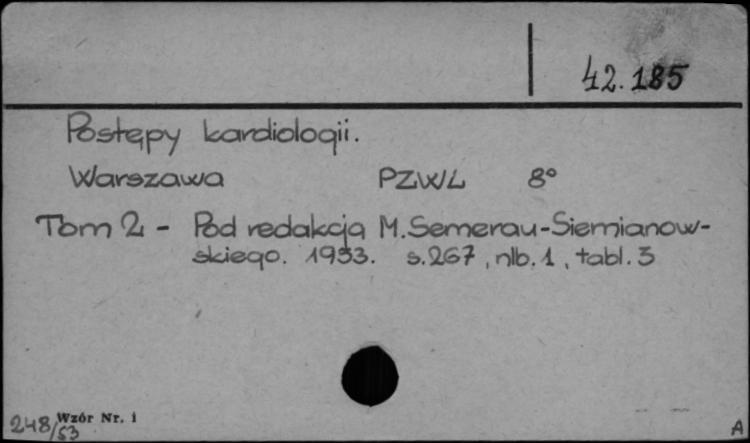 42.185
Postępy kardiologii.
Warszawa PZWL 8°
Tom 2 - Pod redakcją M. Semerau-Siemianow-
skiego. 1953. s. 267, nlb. 1, tabl. 3
Wzór Nr. 1
248/53
A